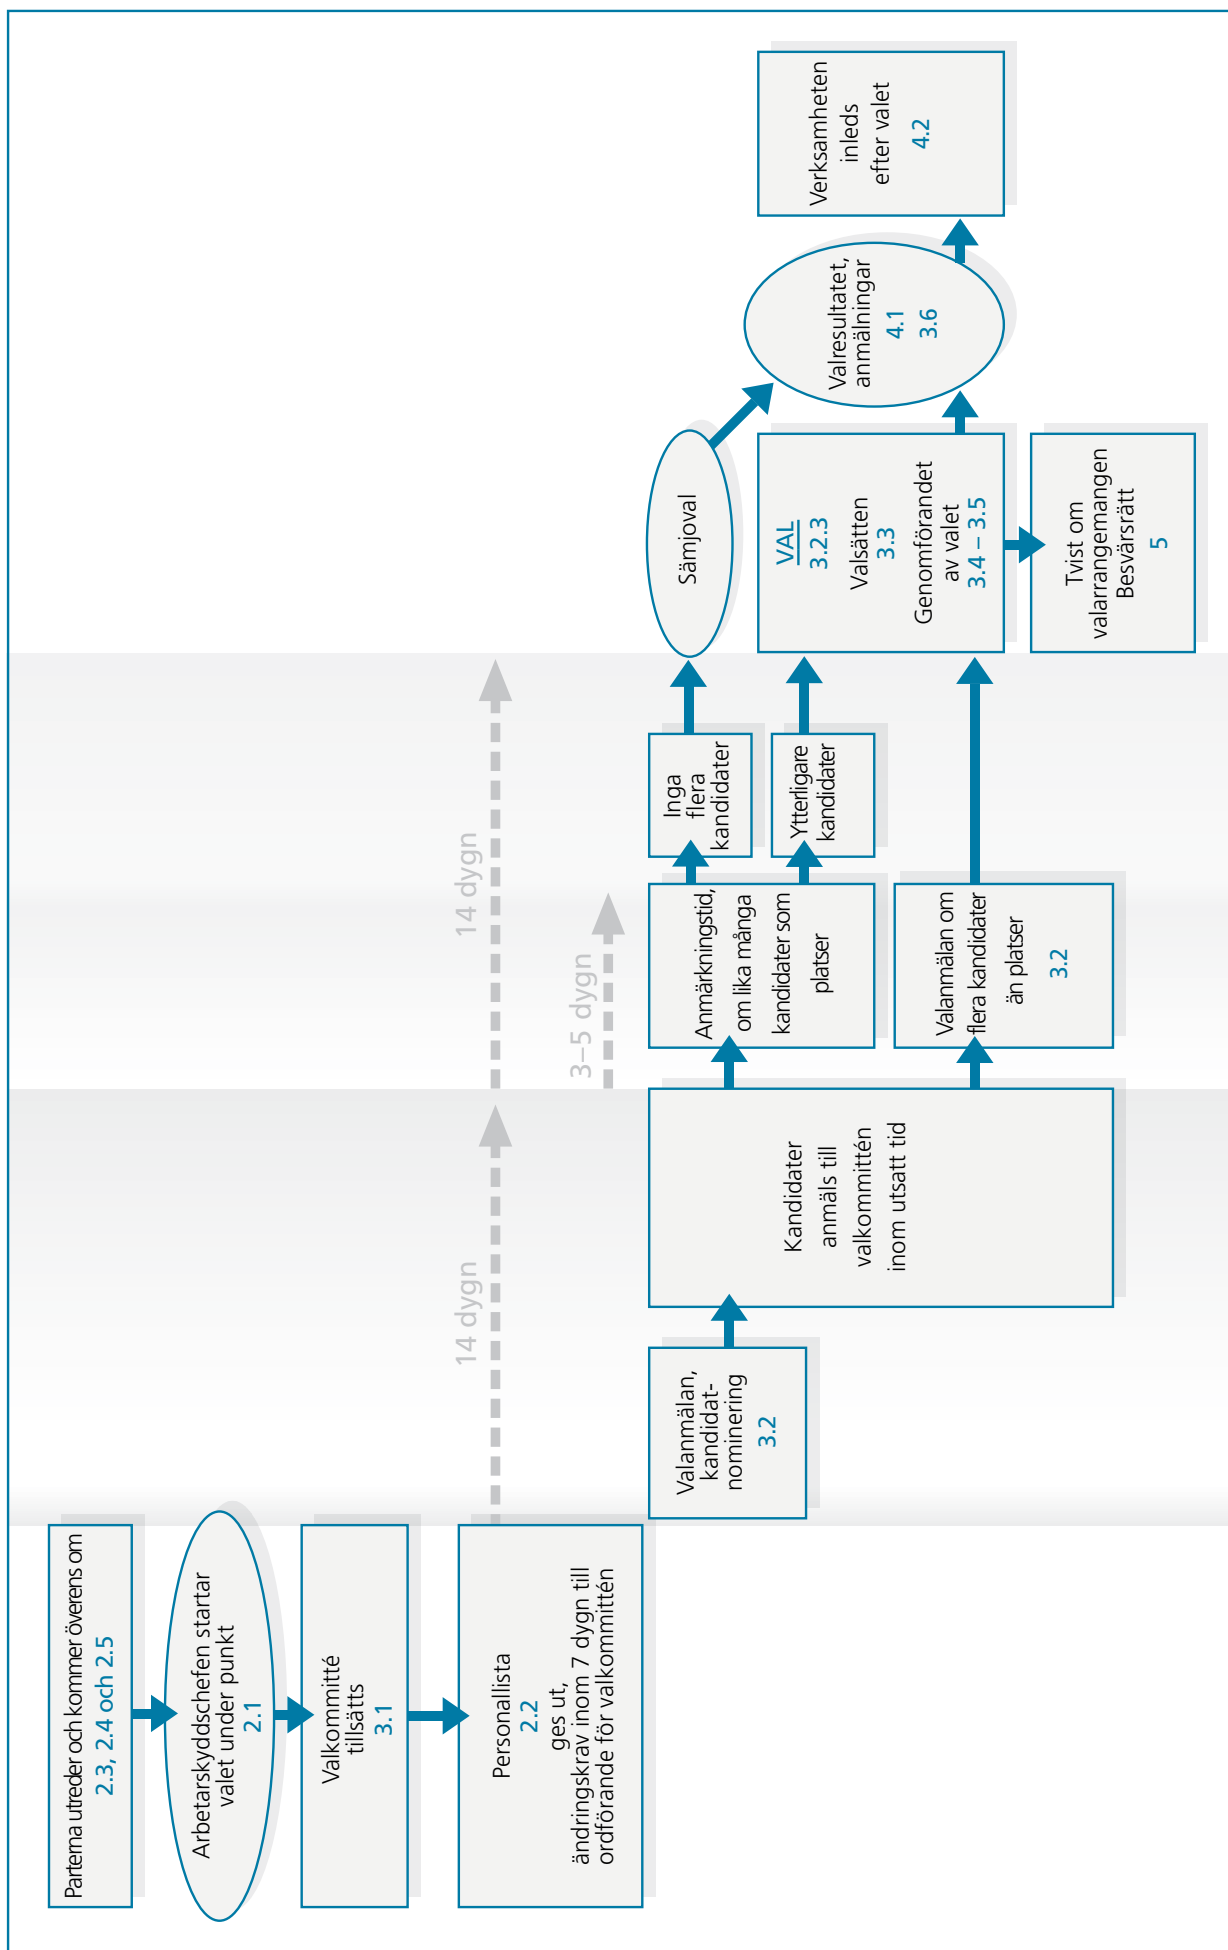 Parterna utreder och kommer överens om
2.3, 2.4 och 2.5
Arbetarskyddschefen startar
valet under punkt
2.1
Valkommitté
tillsätts
3.1
Personallista
2.2
ges ut,
ändringskrav inom 7 dygn till
ordförande för valkommittén
14 dygn
14 dygn
3–5 dygn
Valanmälan,
kandidat-
nominering
3.2
Kandidater
anmäls till
valkommittén
inom utsatt tid
Anmärkningstid,
om lika många
kandidater som
platser
Valanmälan om
flera kandidater
än platser
3.2
Inga
flera
kandidater
Ytterligare
kandidater
Sämjoval
VAL
3.2.3
Valsätten
3.3
Genomförandet
av valet
3.4 – 3.5
Tvist om
valarrangemangen
Besvärsrätt
5
Valresultatet,
anmälningar
4.1
3.6
Verksamheten
inleds
efter valet
4.2